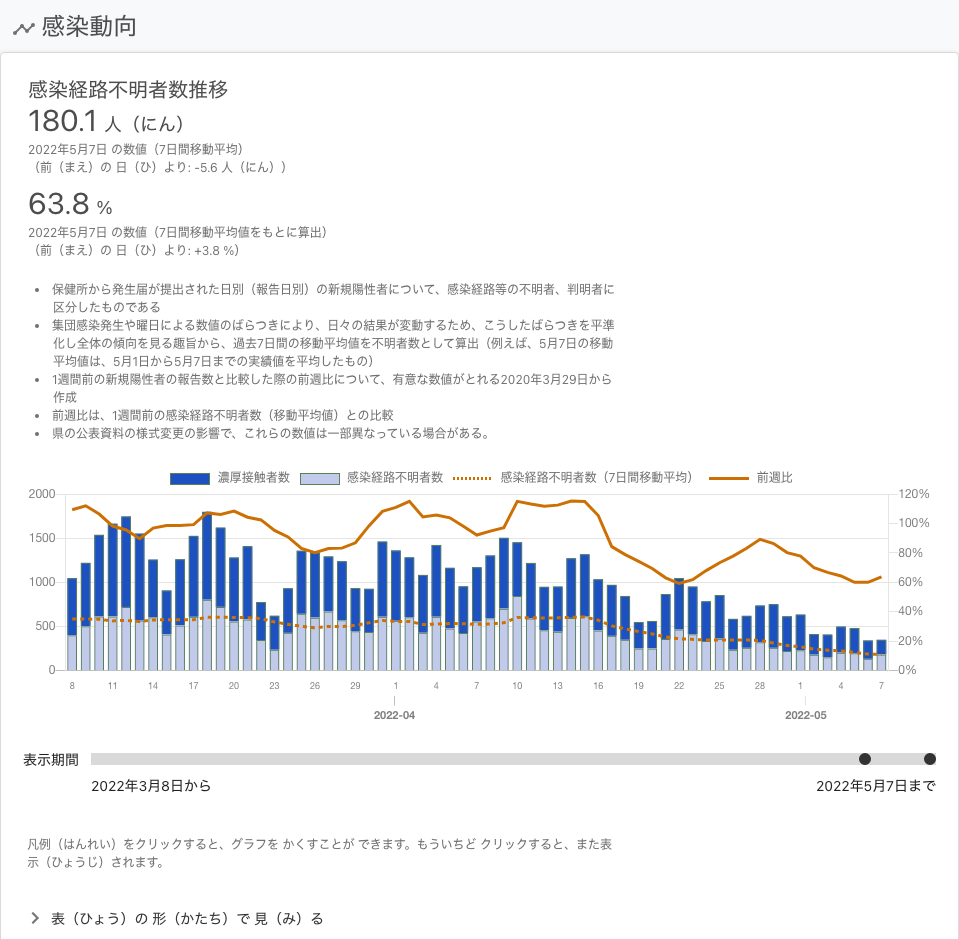 感染動向
感染経路不明者数推移
180.1 人（にん）
2022年5月7日 の数値（7日間移動平均）
（前（まえ）の 日（ひ）より: -5.6 人（にん））
63.8 %
2022年5月7日 の数値（7日間移動平均値をもとに算出）
（前（まえ）の 日（ひ）より: +3.8 %）
• 保健所から発生届が提出された日別（報告日別）の新規陽性者について、感染経路等の不明者、判明者に
区分したものである
• 集団感染発生や曜日による数値のばらつきにより、日々の結果が変動するため、こうしたばらつきを平準
化し全体の傾向を見る趣旨から、過去7日間の移動平均値を不明者数として算出（例えば、5月7日の移動
平均値は、5月1日から5月7日までの実績値を平均したもの）
• 1週間前の新規陽性者の報告数と比較した際の前週比について、有意な数値がとれる2020年3月29日から
作成
• 前週比は、1週間前の感染経路不明者数（移動平均値）との比較
• 県の公表資料の様式変更の影響で、これらの数値は一部異なっている場合がある。
濃厚接触者数 感染経路不明者数 感染経路不明者数（7日間移動平均） 前週比
2000 120%
100%
1500
80%
1000 60%
40%
500
20%
0 0%
8 11 14 17 20 23 26 29 1 4 7 10 13 16 19 22 25 28 1 4 7
2022-04 2022-05
表示期間
2022年3月8日から 2022年5月7日まで
凡例（はんれい）をクリックすると、グラフを かくすことが できます。もういちど クリックすると、また表
示（ひょうじ）されます。
表（ひょう）の 形（かたち）で 見（み）る